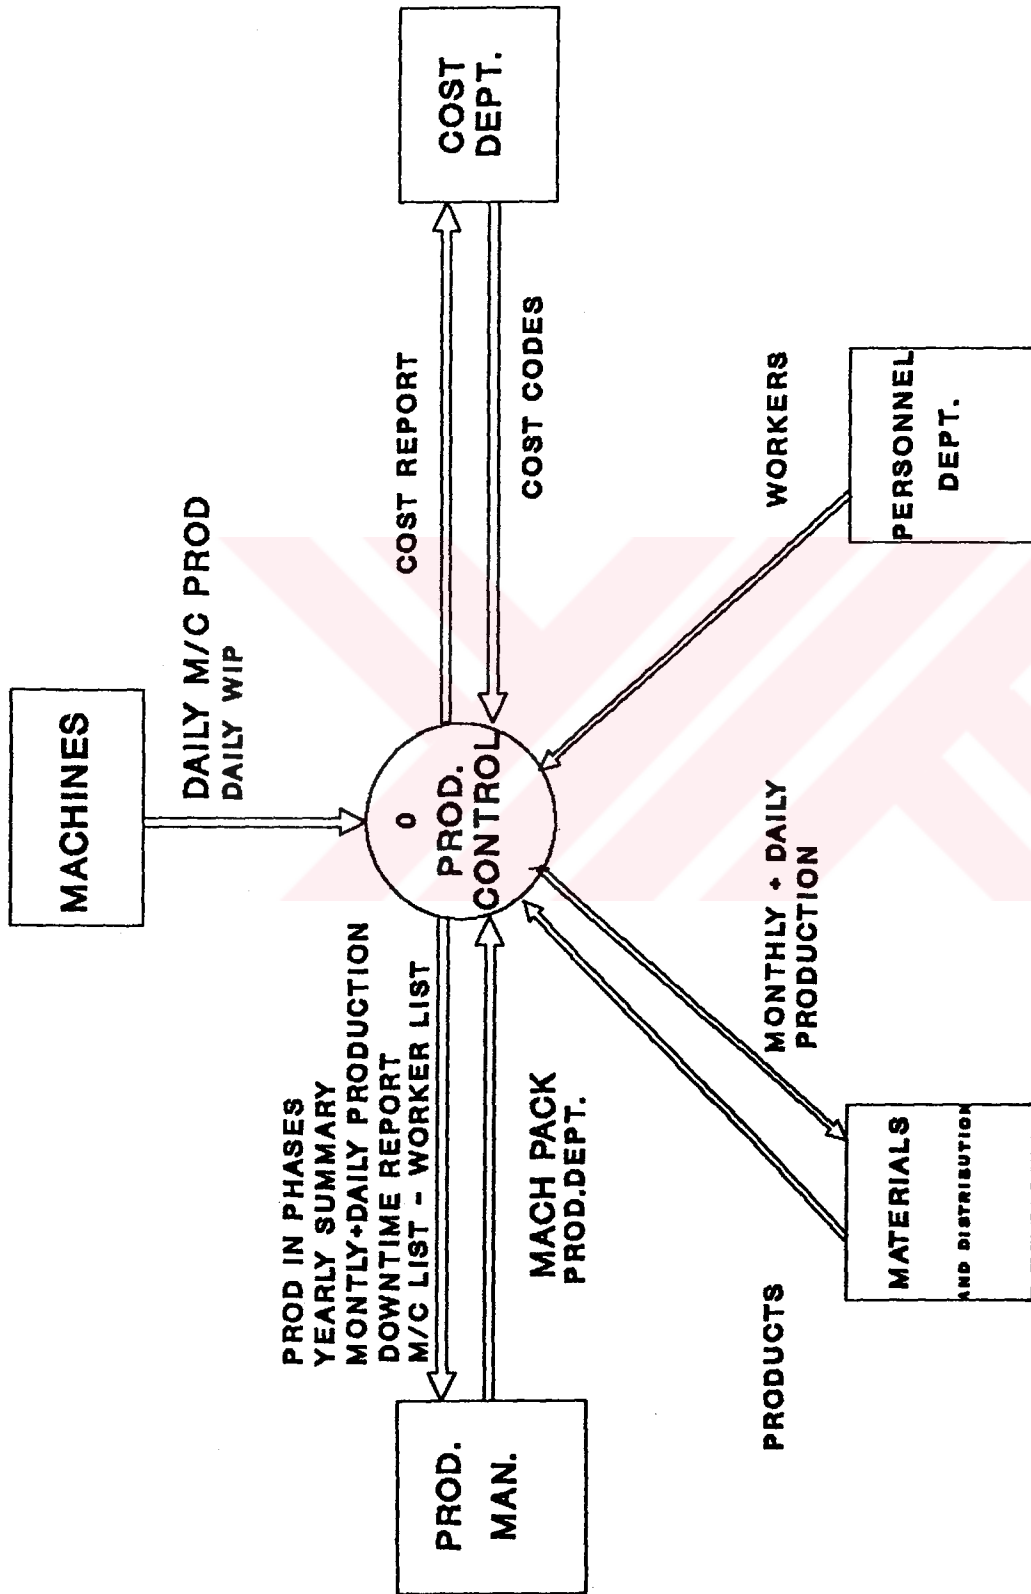 MACHINES
DAILY M/C PROD
DAILY WIP
PROD IN PHASES
YEARLY SUMMARY
MONTLY+DAILY PRODUCTION
DOWNTIME REPORT
M/C LIST - WORKER LIST
COST REPORT
PROD.
MAN.
0
PROD.
CONTROL
COST
DEPT.
MACH PACK
PROD.DEPT.
COST CODES
PRODUCTS
MONTHLY + DAILY
PRODUCTION
WORKERS
MATERIALS
AND DISTRIBUTION
PERSONNEL
DEPT.